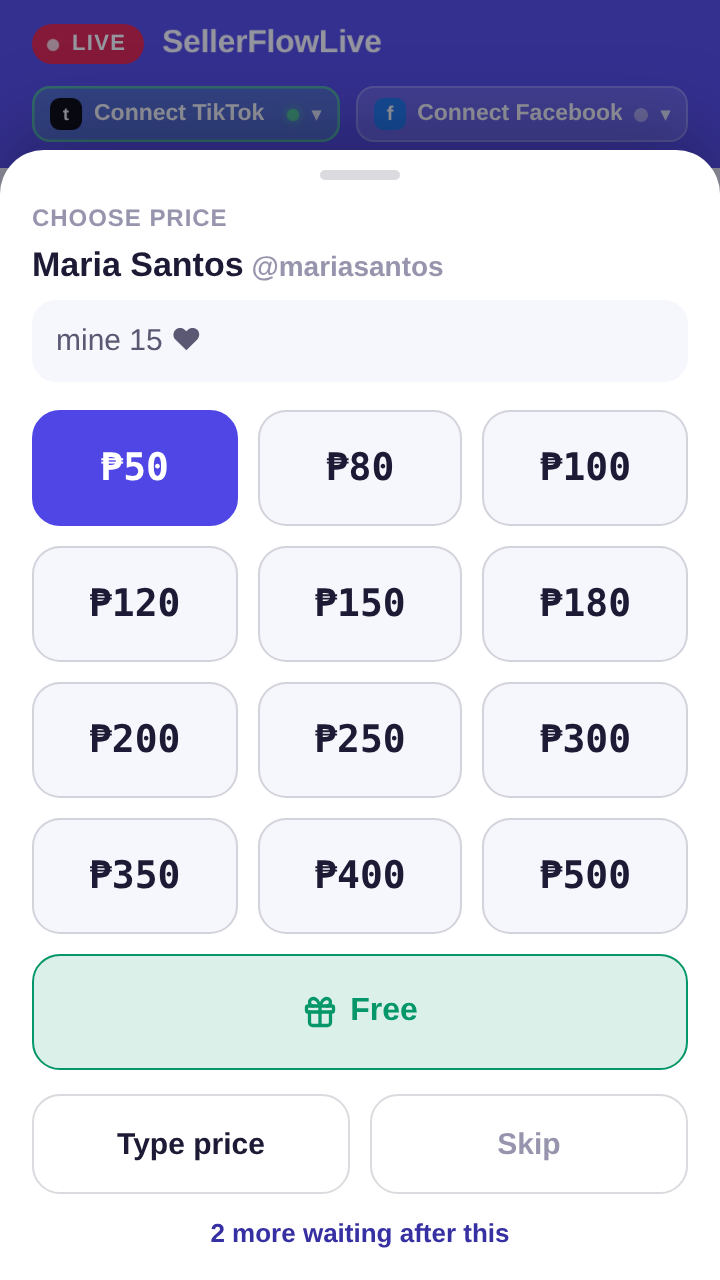 LIVE SellerFlowLive
t Connect TikTok ▾ f Connect Facebook ▾
CHOOSE PRICE
Maria Santos @mariasantos
mine 15 ♥
₱50 ₱80 ₱100
₱120 ₱150 ₱180
₱200 ₱250 ₱300
₱350 ₱400 ₱500
Free
Type price Skip
2 more waiting after this